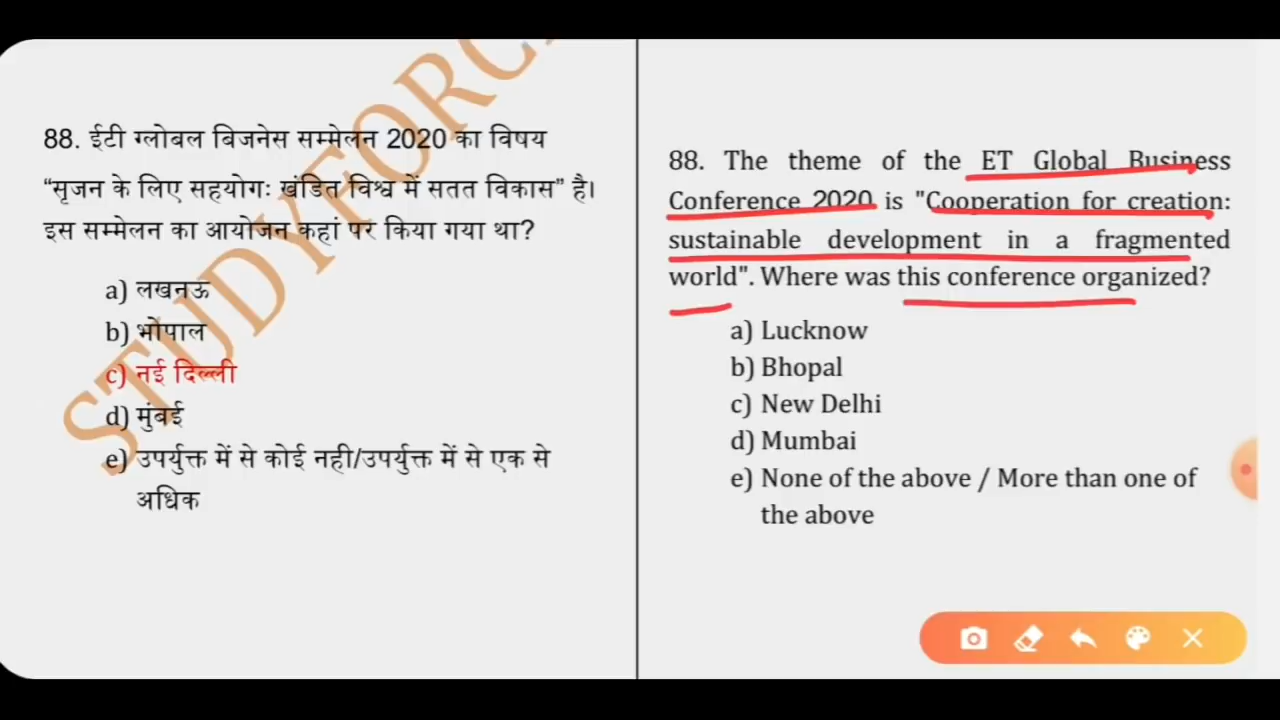 88. ईटी ग्लोबल बिजनेस सम्मेलन 2020 का विषय
“सृजन के लिए सहयोगः खंडित विश्व में सतत विकास” है।
इस सम्मेलन का आयोजन कहां पर किया गया था?
a) लखनऊ
b) भोपाल
c) नई दिल्ली
d) मुंबई
e) उपर्युक्त में से कोई नही/उपर्युक्त में से एक से
अधिक
88. The theme of the ET Global Business
Conference 2020 is "Cooperation for creation:
sustainable development in a fragmented
world". Where was this conference organized?
a) Lucknow
b) Bhopal
c) New Delhi
d) Mumbai
e) None of the above / More than one of
the above
STUDYFORC